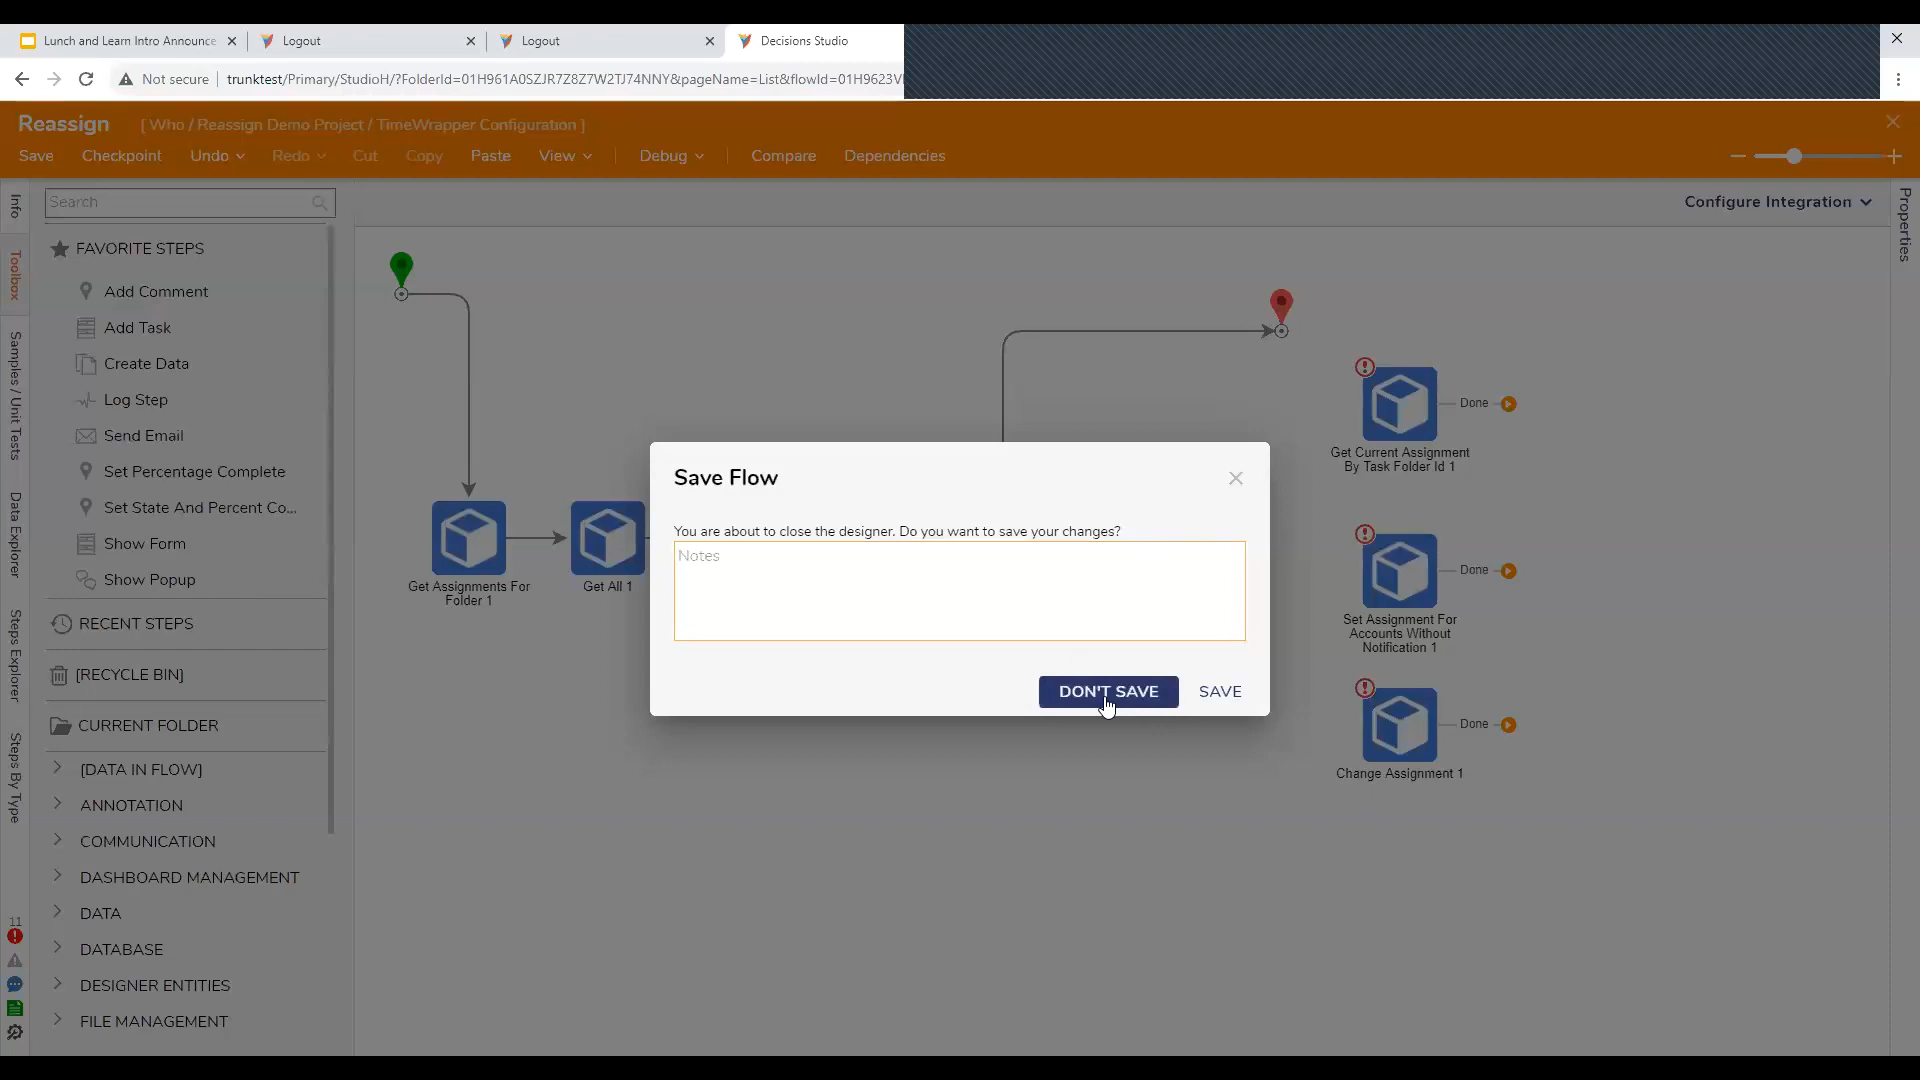 Lunch and Learn Intro Announce
Logout
Logout
Decisions Studio
Not secure
trunktest/Primary/StudioH/?FolderId=01H961A0SZJR7Z8Z7W2TJ74NNY&pageName=List&flowId=01H9623V
Reassign
[ Who / Reassign Demo Project / TimeWrapper Configuration ]
Save
Checkpoint
Undo
Redo
Cut
Copy
Paste
View
Debug
Compare
Dependencies
Info
Toolbox
Samples / Unit Tests
Data Explorer
Steps Explorer
Steps By Type
11
Search
FAVORITE STEPS
Add Comment
Add Task
Create Data
Log Step
Send Email
Set Percentage Complete
Set State And Percent Co...
Show Form
Show Popup
RECENT STEPS
[RECYCLE BIN]
CURRENT FOLDER
[DATA IN FLOW]
ANNOTATION
COMMUNICATION
DASHBOARD MANAGEMENT
DATA
DATABASE
DESIGNER ENTITIES
FILE MANAGEMENT
Configure Integration
Properties
Get Assignments For
Folder 1
Get All 1
Save Flow
You are about to close the designer. Do you want to save your changes?
Notes
DON'T SAVE
SAVE
Done
Get Current Assignment
By Task Folder Id 1
Done
Set Assignment For
Accounts Without
Notification 1
Done
Change Assignment 1